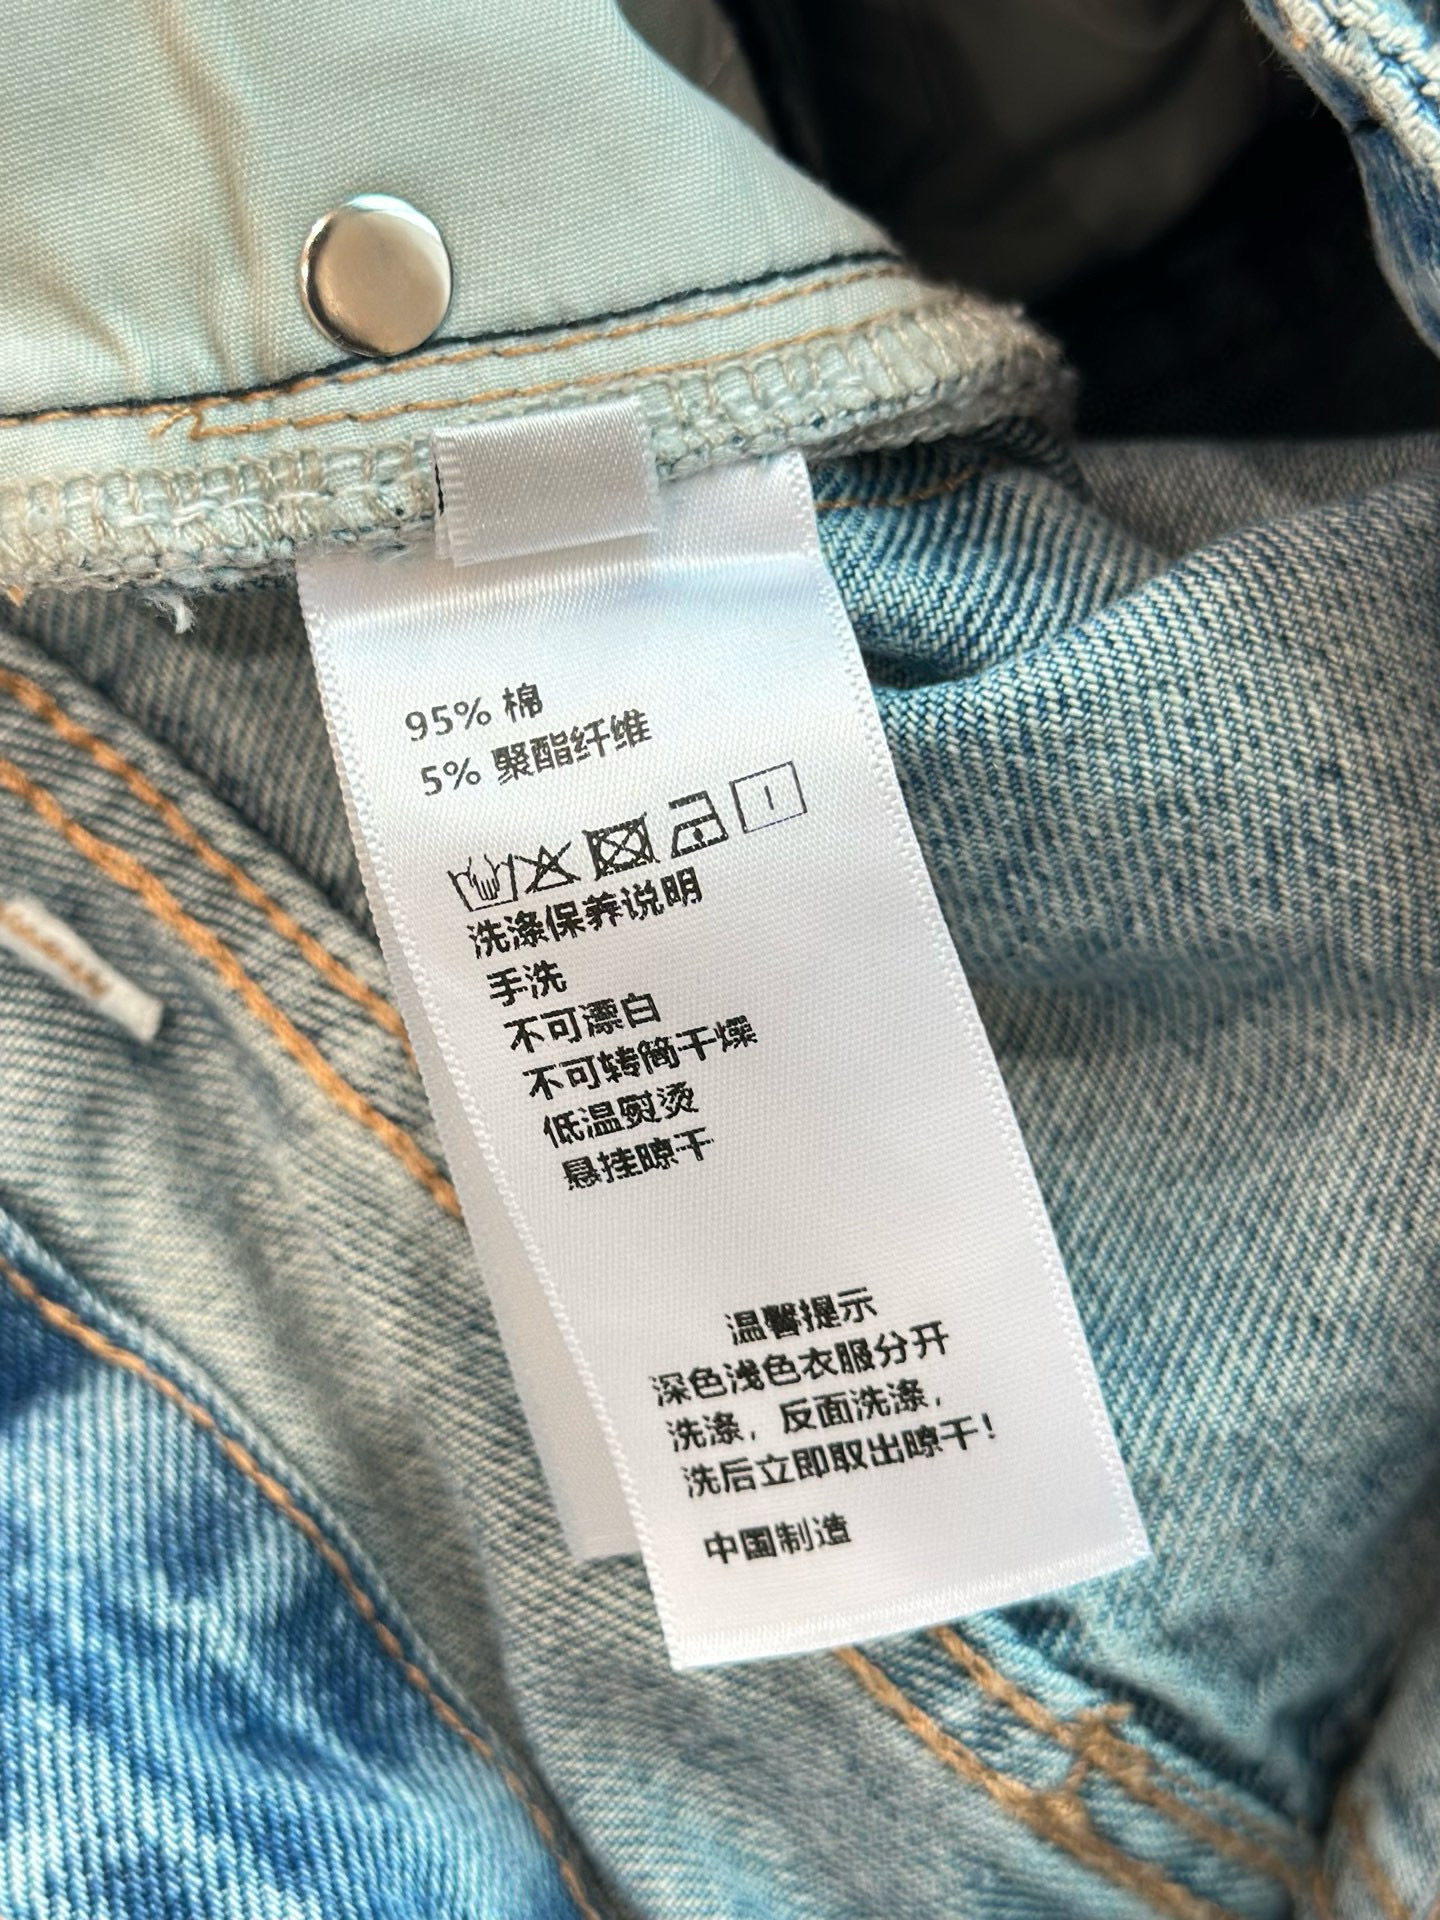 95% 棉
5% 聚酯纤维
洗涤保养说明
手洗
不可漂白
不可转筒干燥
低温熨烫
悬挂晾干
温馨提示
深色浅色衣服分开
洗涤，反面洗涤，
洗后立即取出晾干！
中国制造